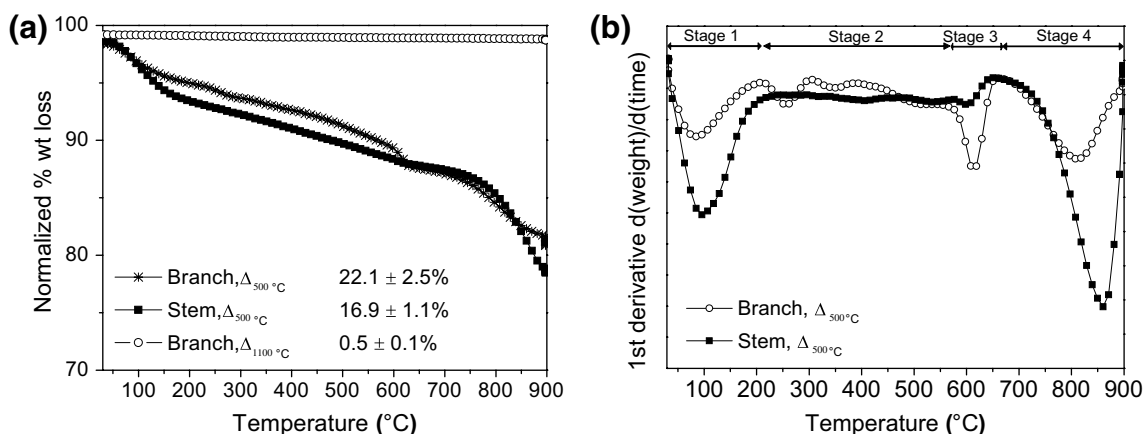 (a)
Normalized % wt loss
100
90
80
70
Branch,Δ500 °C 22.1 ± 2.5%
Stem,Δ500 °C 16.9 ± 1.1%
Branch,Δ1100 °C 0.5 ± 0.1%
100 200 300 400 500 600 700 800 900
Temperature (°C)
(b)
1st derivative d(weight)/d(time)
Stage 1 Stage 2 Stage 3 Stage 4
Branch, Δ500°C
Stem, Δ500°C
100 200 300 400 500 600 700 800 900
Temperature (°C)